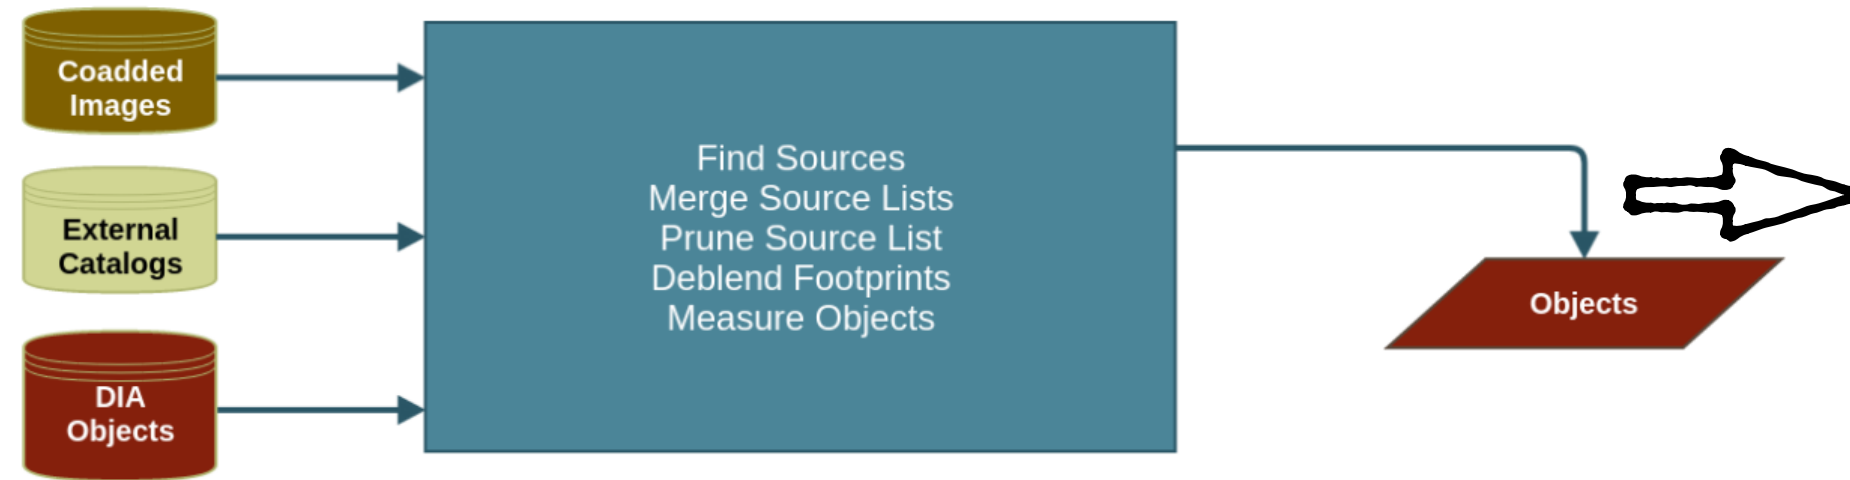 Coadded
Images
External
Catalogs
DIA
Objects
Find Sources
Merge Source Lists
Prune Source List
Deblend Footprints
Measure Objects
Objects